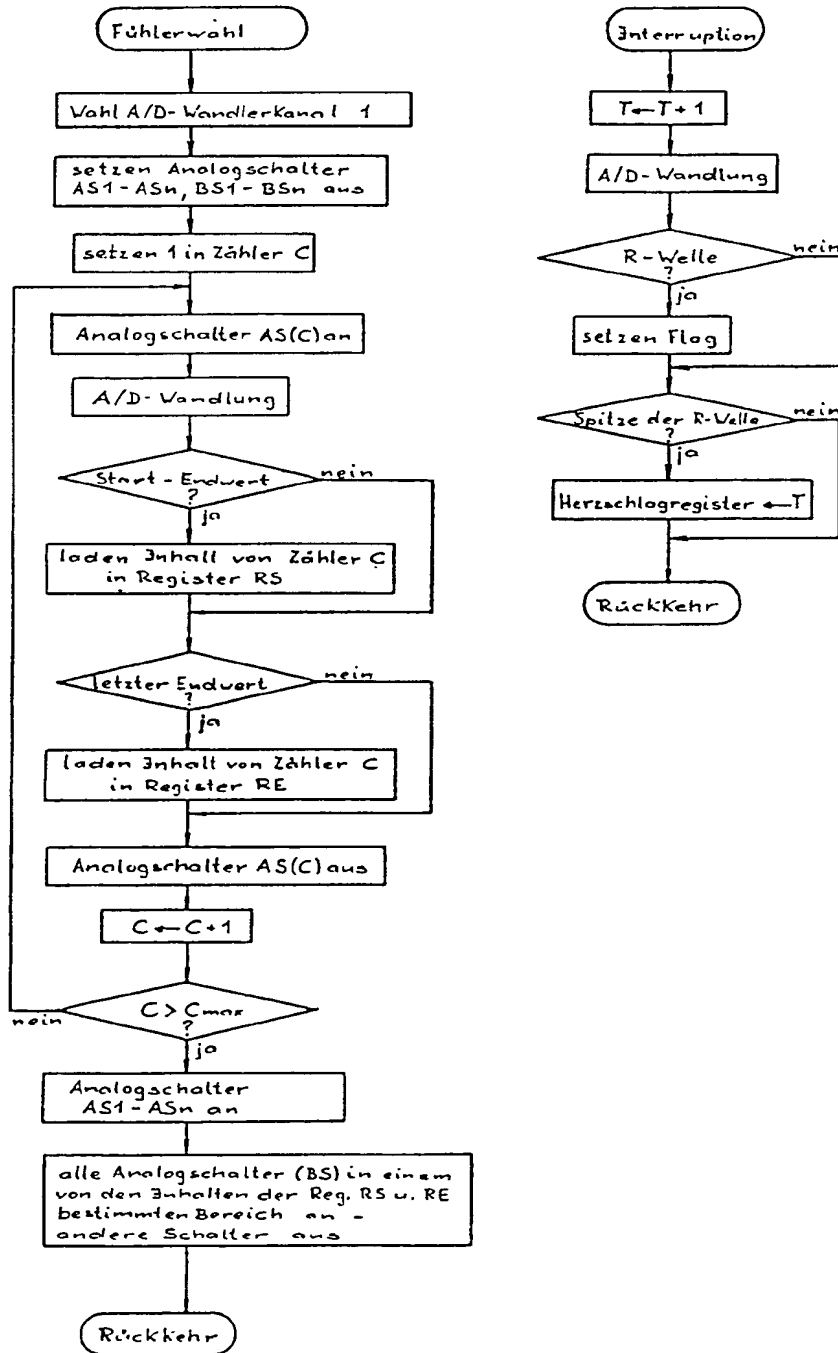 Fühlerwahl
Wahl A/D-Wandlerkanal 1
setzen Analogschalter
AS1-ASn, BS1-BSn aus
setzen 1 in Zähler C
Analogschalter AS(C) an
A/D-Wandlung
Start-Endwert
?
nein
ja
laden Inhalt von Zähler C
in Register RS
letzter Endwert
?
nein
ja
laden Inhalt von Zähler C
in Register RE
Analogschalter AS(C) aus
C ← C+1
C > Cmax
?
nein
ja
Analogschalter
AS1-ASn an
alle Analogschalter (BS) in einem
von den Inhalten der Reg. RS u. RE
bestimmten Bereich an -
andere Schalter aus
Rückkehr
Interruption
T ← T+1
A/D-Wandlung
R-Welle
?
nein
ja
setzen Flag
Spitze der R-Welle
?
nein
ja
Herzschlagregister ← T
Rückkehr